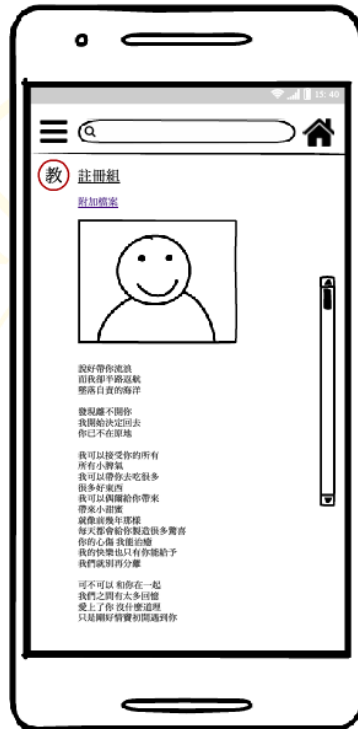 15:40
教
註冊組
附加檔案
說好帶你流浪
而我卻半路返航
墜落自責的海洋
發現離不開你
我開始決定回去
你已不在原地
我可以接受你的所有
所有小脾氣
我可以帶你去吃很多
很多好東西
我可以偶爾給你帶來
帶來小甜蜜
就像前幾年那樣
每天都會給你製造很多驚喜
你的心傷 我能治癒
我的快樂也只有你能給予
我們就別再分離
可不可以 和你在一起
我們之間有太多回憶
愛上了你 沒什麼道理
只是剛好情竇初開遇到你